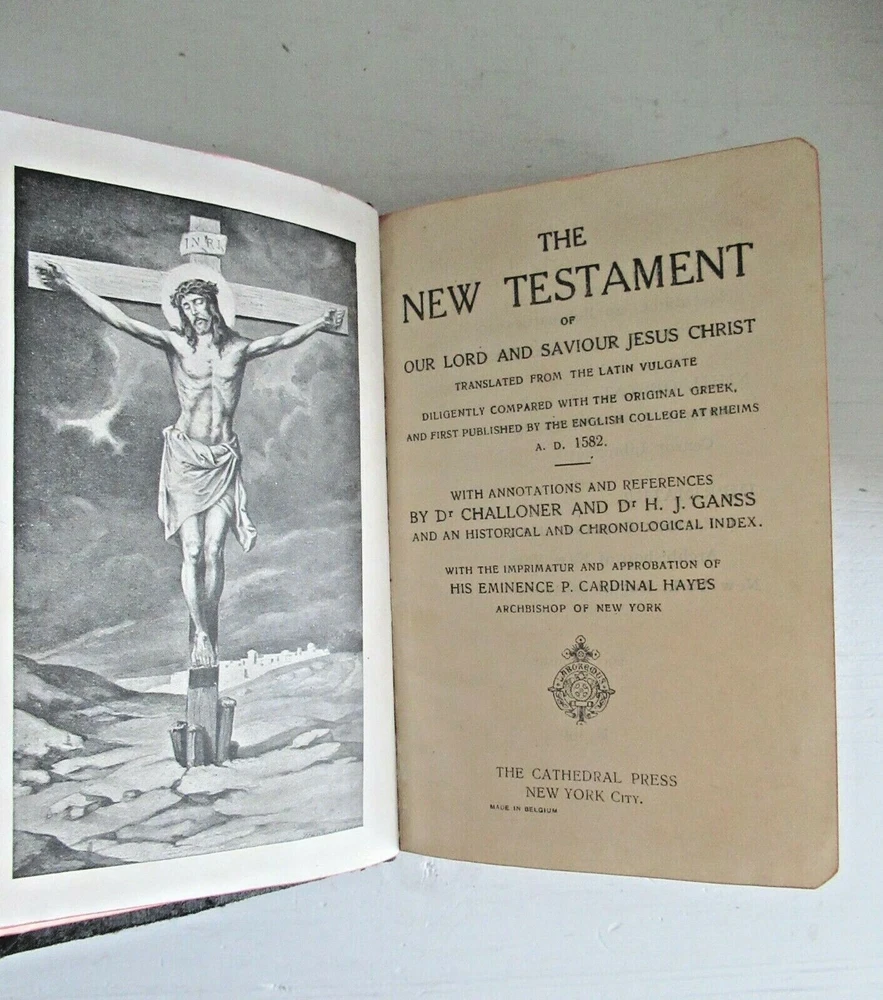 I.N.R.I.
THE
NEW TESTAMENT
OF
OUR LORD AND SAVIOUR JESUS CHRIST
TRANSLATED FROM THE LATIN VULGATE
DILIGENTLY COMPARED WITH THE ORIGINAL GREEK,
AND FIRST PUBLISHED BY THE ENGLISH COLLEGE AT RHEIMS
A. D. 1582.
WITH ANNOTATIONS AND REFERENCES
BY Dr CHALLONER AND Dr H. J. GANSS
AND AN HISTORICAL AND CHRONOLOGICAL INDEX.
WITH THE IMPRIMATUR AND APPROBATION OF
HIS EMINENCE P. CARDINAL HAYES
ARCHBISHOP OF NEW YORK
LABOREMUS
THE CATHEDRAL PRESS
NEW YORK CITY.
MADE IN BELGIUM